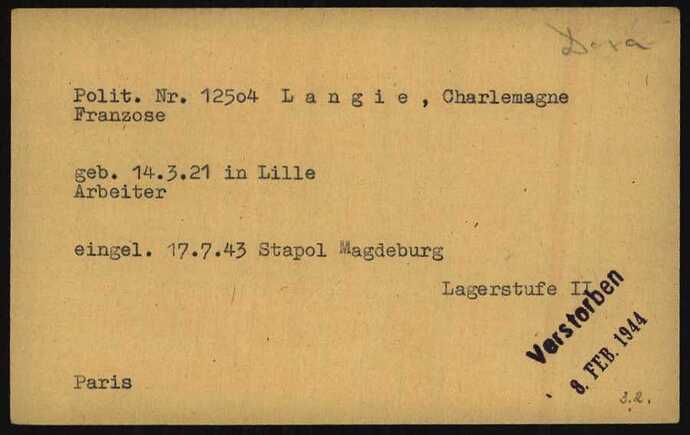 Dora
Polit. Nr. 12504 L a n g i e , Charlemagne
Franzose
geb. 14.3.21 in Lille
Arbeiter
eingel. 17.7.43 Stapol Magdeburg
Lagerstufe II
Verstorben
8. FEB. 1944
Paris
3.2.